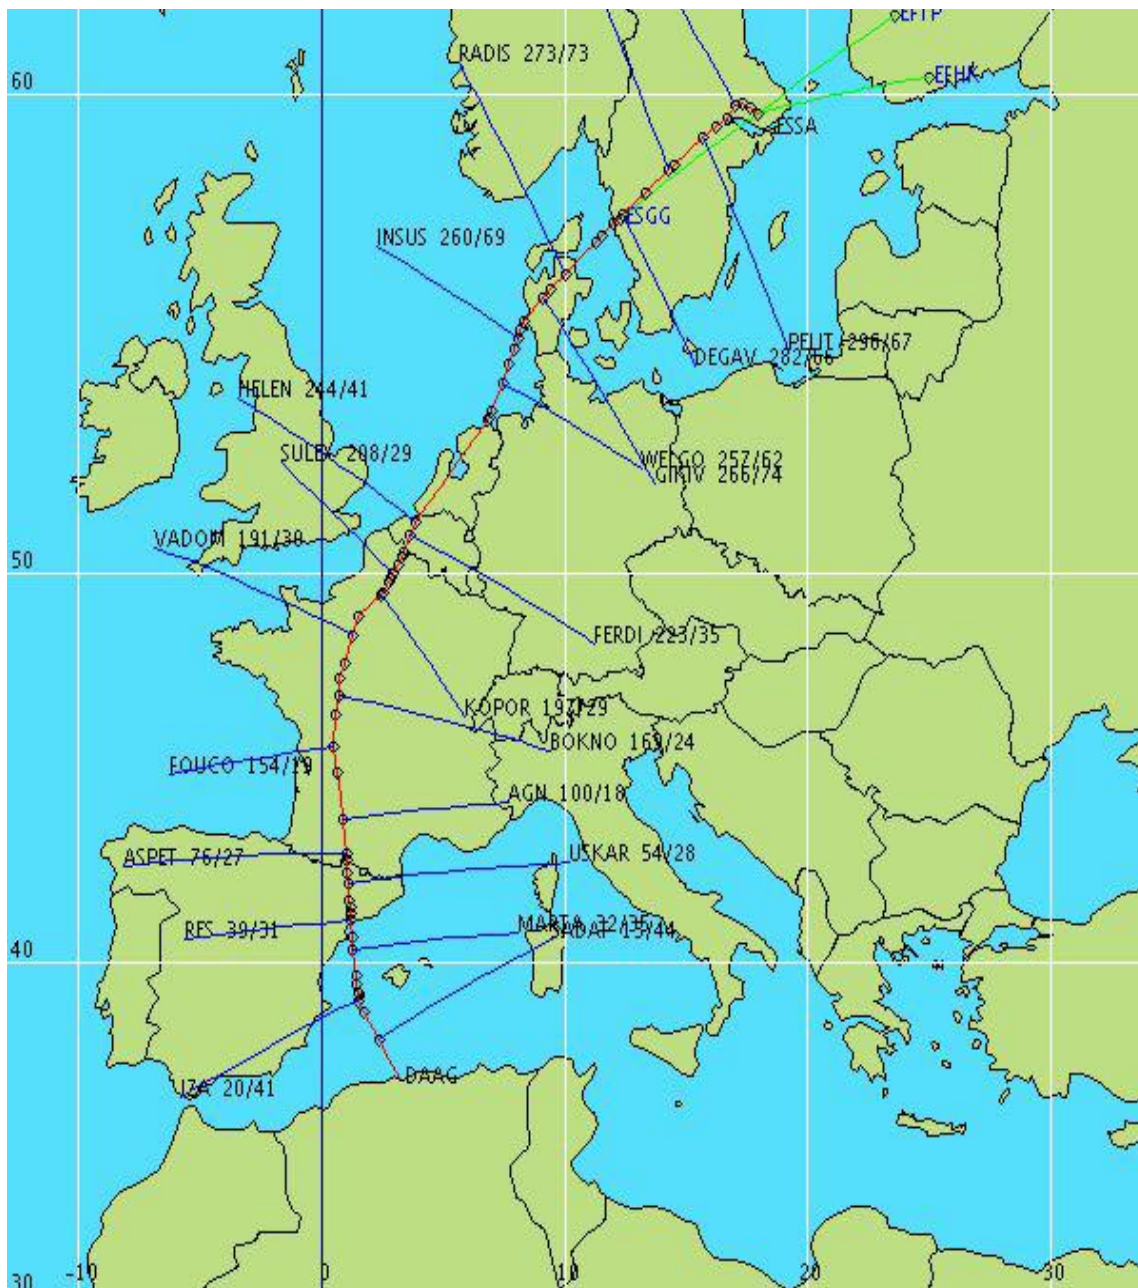 EFTP
RADIS 273/73
60
EFHK
ESSA
ESGG
INSUS 260/69
PELIT 296/67
DEGAV 282/66
HELEN 244/41
SULEX 208/29
WELGO 257/62
GIKIV 266/74
VADOM 191/30
50
FERDI 223/35
KOPOR 197/29
BOKNO 169/24
FOUCO 154/19
AGN 100/18
ASPET 76/27
USKAR 54/28
RES 39/31
MARTA 32/35
40
IZA 20/41
DAAG
30
-10
0
10
20
30